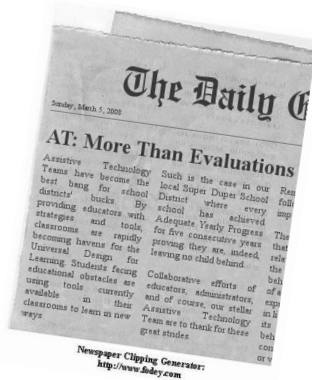 The Daily
Sunday, March 5, 2008
AT: More Than Evaluations
Assistive Technology
Teams have become the
best bang for school
districts' bucks. By
providing educators with
strategies and tools,
classrooms are rapidly
becoming havens for the
Universal Design for
Learning. Students facing
educational obstacles are
using tools currently
available in their
classrooms to learn in new
ways
Such is the case in our
local Super Duper School
District where every
school has achieved
Adequate Yearly Progress
for five consecutive years
proving they are, indeed,
leaving no child behind.
Collaborative efforts of
educators, administrators,
and of course, our stellar
Assistive Technology
Team are to thank for these
great strides.
Newspaper Clipping Generator:
http://www.fodey.com